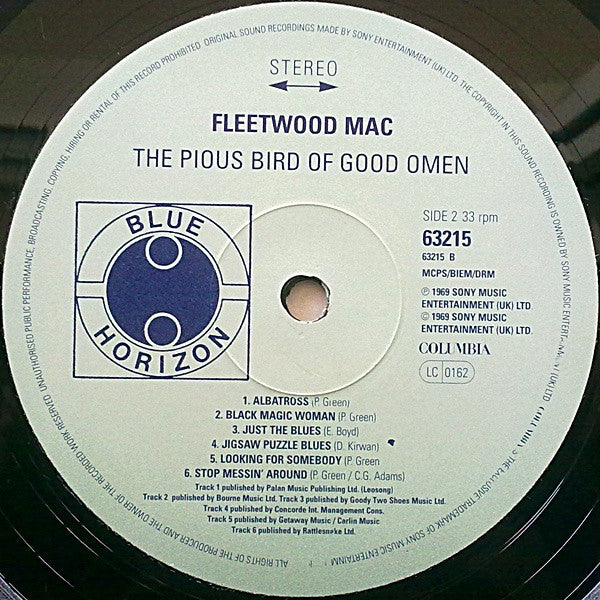 ORIGINAL SOUND RECORDINGS MADE BY SONY ENTERTAINMENT (UK) LTD. THE COPYRIGHT IN THIS SOUND RECORDING IS OWNED BY SONY MUSIC
(UK) LTD
EXCLUSIVE TRADEMARK OF SONY MUSIC ENTERTAINM
ALL RIGHTS OF THE PRODUCER AND THE OWNER OF THE RECORDED WORK RESERVED. UNAUTHORISED PUBLIC PERFORMANCE, BROADCASTING, COPYING, HIRING OR RENTAL OF THIS RECORD PROHIBITED
STEREO
FLEETWOOD MAC
THE PIOUS BIRD OF GOOD OMEN
BLUE
HORIZON
SIDE 2 33 rpm
63215
63215 B
MCPS/BIEM/DRM
℗ 1969 SONY MUSIC
ENTERTAINMENT (UK) LTD.
© 1969 SONY MUSIC
ENTERTAINMENT (UK) LTD.
COLUMBIA
LC 0162
1. ALBATROSS (P. Green)
2. BLACK MAGIC WOMAN (P. Green)
3. JUST THE BLUES (E. Boyd)
4. JIGSAW PUZZLE BLUES (D. Kirwan)
5. LOOKING FOR SOMEBODY (P. Green
6. STOP MESSIN' AROUND (P. Green / C.G. Adams)
Track 1 published by Palan Music Publishing Ltd. (Leosong)
Track 2 published by Bourne Music Ltd. Track 3 published by Goody Two Shoes Music Ltd.
Track 4 published by Concorde Int. Management Cons.
Track 5 published by Getaway Music / Carlin Music
Track 6 published by Rattlesnake Ltd.